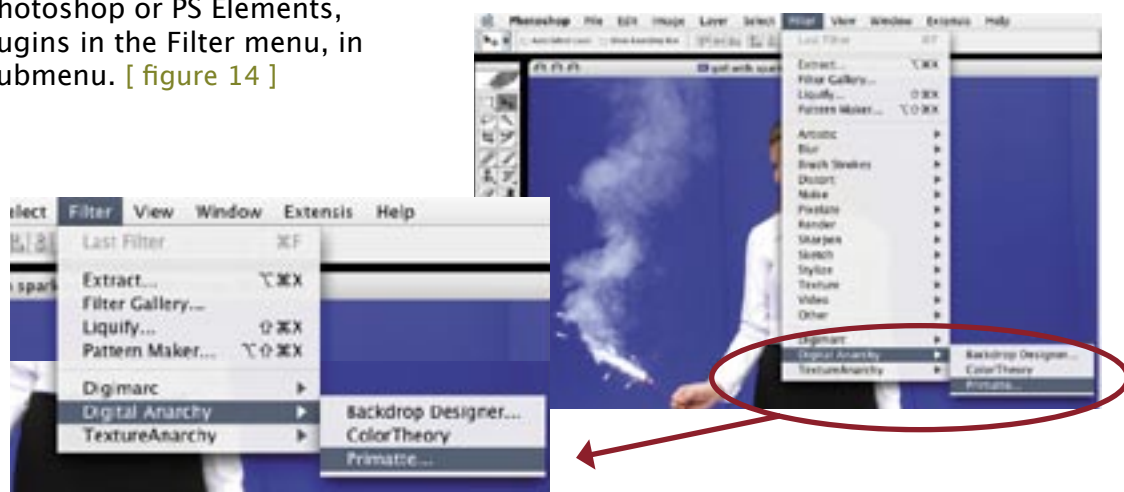 Photoshop or PS Elements,
ugins in the Filter menu, in
ubmenu. [ figure 14 ]
Photoshop File Edit Image Layer Select Filter View Window Extensis Help
Last Filter ⌘F
Extract... ⌥⌘X
Filter Gallery...
Liquify... ⇧⌘X
Pattern Maker... ⌥⇧⌘X
Artistic
Blur
Brush Strokes
Distort
Noise
Pixelate
Render
Sharpen
Sketch
Stylize
Texture
Video
Other
Digimarc
Digital Anarchy
TextureAnarchy
Backdrop Designer...
ColorTheory
Primatte...
elect Filter View Window Extensis Help
Last Filter ⌘F
spark
Extract... ⌥⌘X
Filter Gallery...
Liquify... ⇧⌘X
Pattern Maker... ⌥⇧⌘X
Digimarc
Digital Anarchy
TextureAnarchy
Backdrop Designer...
ColorTheory
Primatte...